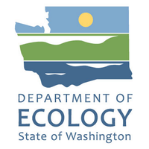 DEPARTMENT OF
ECOLOGY
State of Washington